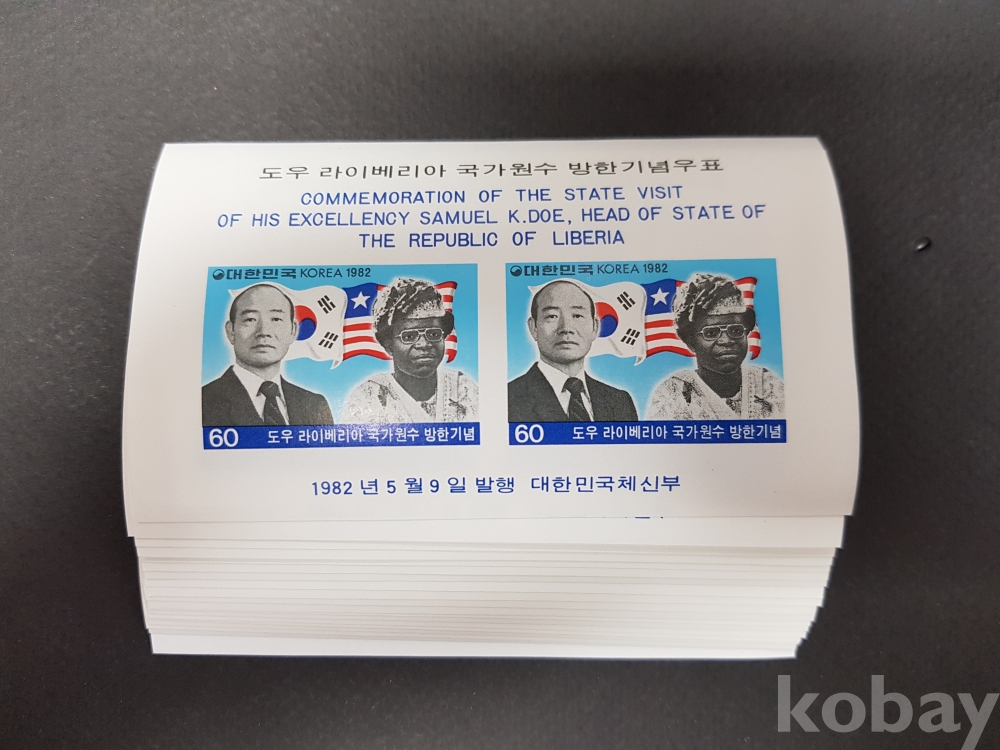 도우 라이베리아 국가원수 방한기념우표
COMMEMORATION OF THE STATE VISIT
OF HIS EXCELLENCY SAMUEL K.DOE, HEAD OF STATE OF
THE REPUBLIC OF LIBERIA
대한민국 KOREA 1982
60 도우 라이베리아 국가원수 방한기념
대한민국 KOREA 1982
60 도우 라이베리아 국가원수 방한기념
1982년 5월 9일 발행 대한민국체신부
kobay